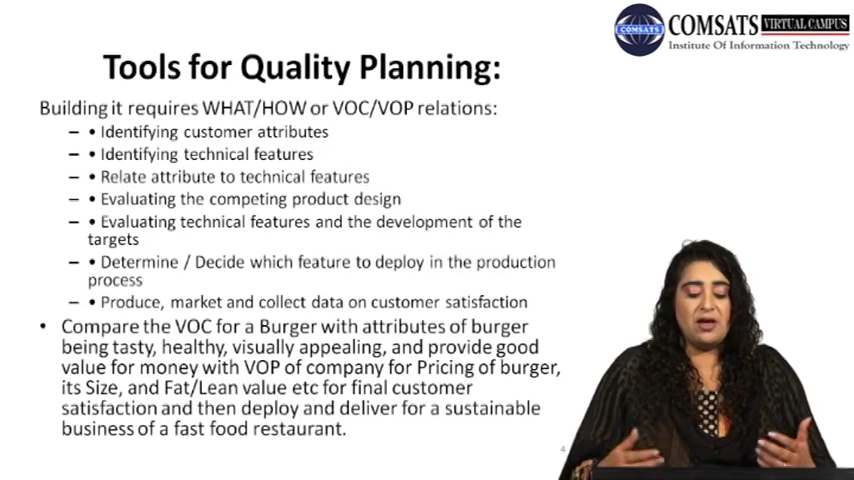 COMSATS VIRTUAL CAMPUS
COMSATS
Institute Of Information Technology
Tools for Quality Planning:
Building it requires WHAT/HOW or VOC/VOP relations:
– • Identifying customer attributes
– • Identifying technical features
– • Relate attribute to technical features
– • Evaluating the competing product design
– • Evaluating technical features and the development of the
targets
– • Determine / Decide which feature to deploy in the production
process
– • Produce, market and collect data on customer satisfaction
• Compare the VOC for a Burger with attributes of burger
being tasty, healthy, visually appealing, and provide good
value for money with VOP of company for Pricing of burger,
its Size, and Fat/Lean value etc for final customer
satisfaction and then deploy and deliver for a sustainable
business of a fast food restaurant.
4